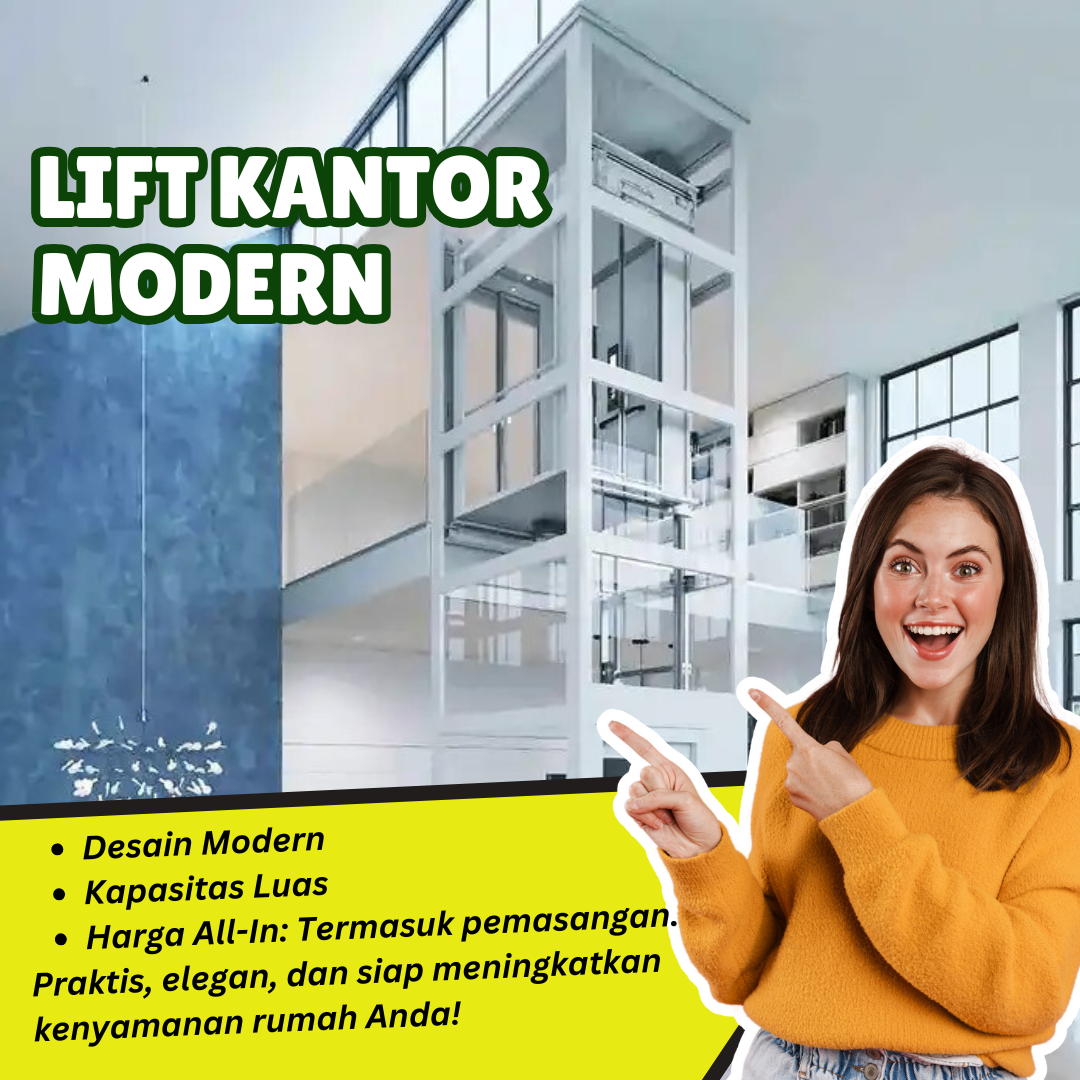 LIFT KANTOR
MODERN
• Desain Modern
• Kapasitas Luas
• Harga All-In: Termasuk pemasangan.
Praktis, elegan, dan siap meningkatkan
kenyamanan rumah Anda!